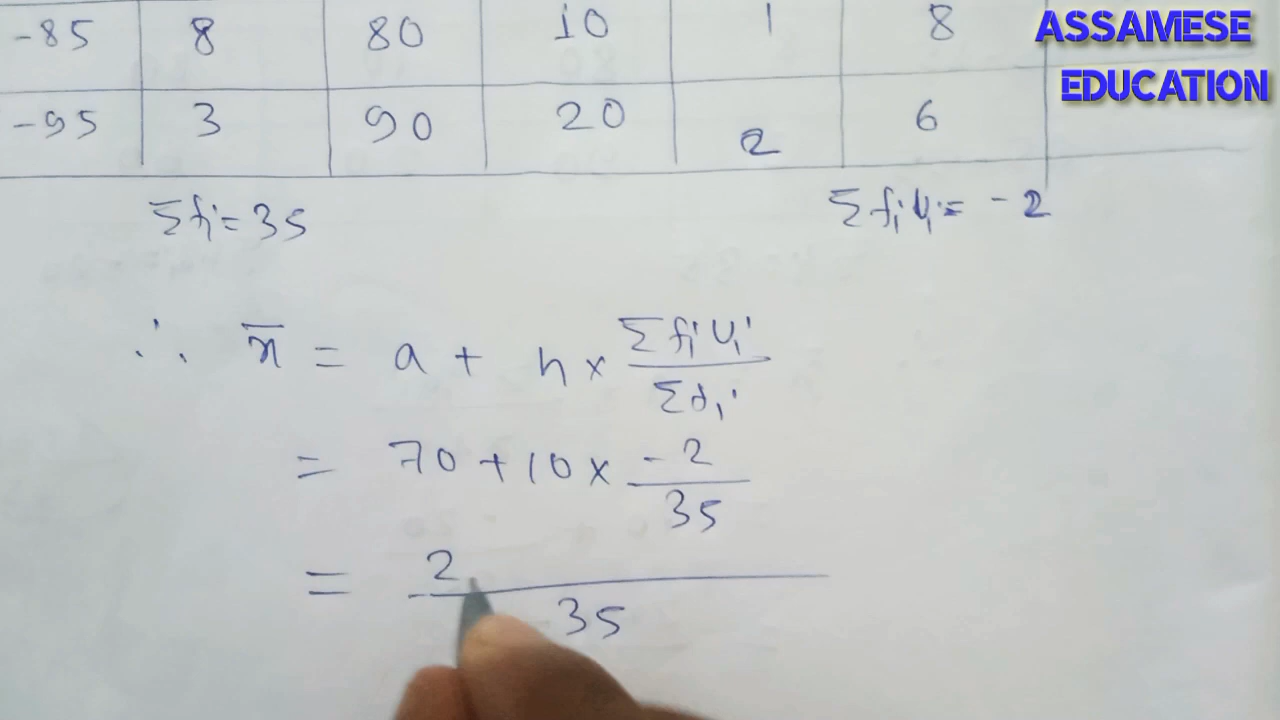 -85 8 80 10 1 8
-95 3 90 20 2 6
ASSAMESE
EDUCATION
Σfi = 35 Σfiui = -2
∴ x̄ = a + h × Σfiui / Σfi
= 70 + 10 × -2 / 35
= 2 / 35